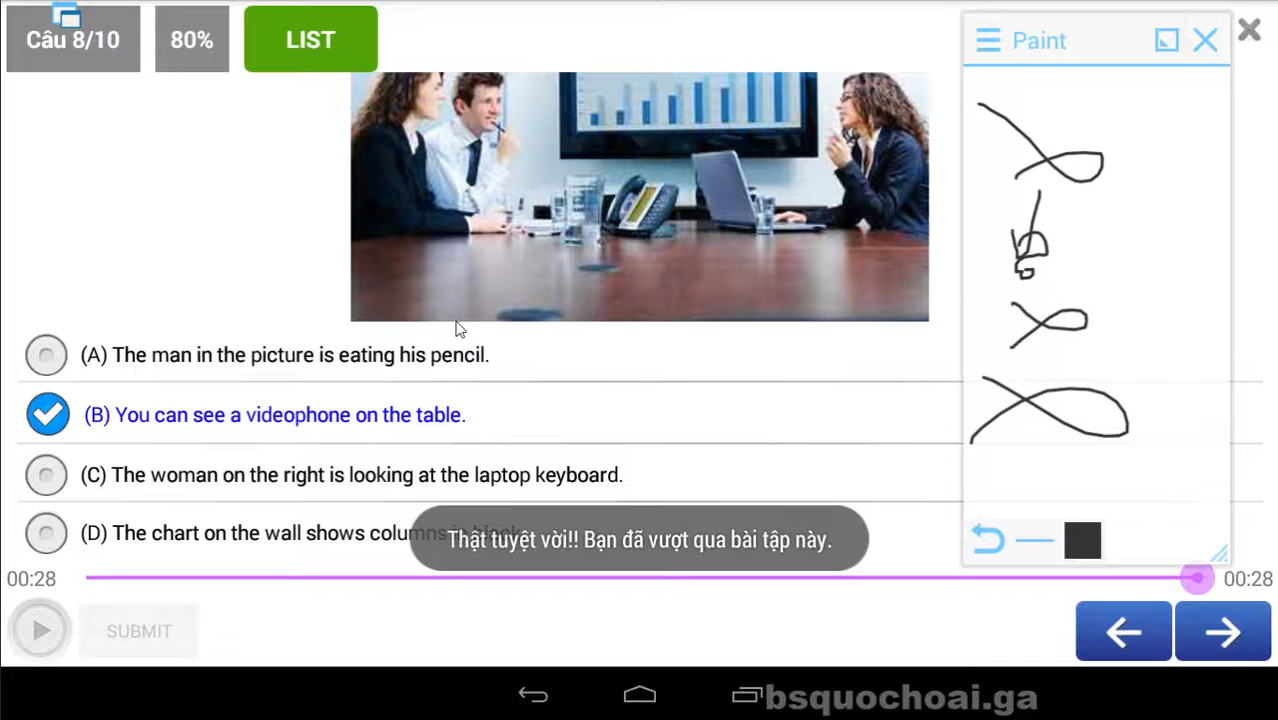 Câu 8/10
80%
LIST
Paint
(A) The man in the picture is eating his pencil.
(B) You can see a videophone on the table.
(C) The woman on the right is looking at the laptop keyboard.
(D) The chart on the wall shows columns
Thật tuyệt vời!! Bạn đã vượt qua bài tập này.
00:28
00:28
SUBMIT
bsquochoai.ga